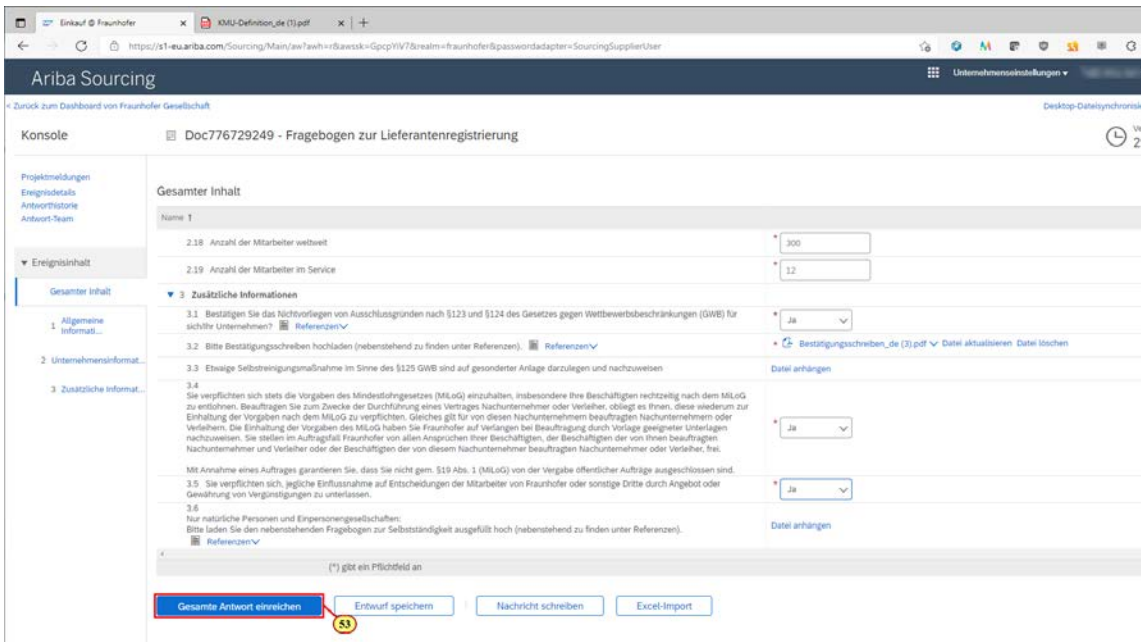 Einkauf @ Fraunhofer
KMU-Definition_de (1).pdf
https://s1-eu.ariba.com/Sourcing/Main/aw?awh=r&awssk=GpcpYiV7&realm=fraunhofer&passwordadapter=SourcingSupplierUser
Ariba Sourcing
Unternehmenseinstellungen
< Zurück zum Dashboard von Fraunhofer Gesellschaft
Desktop-Dateisynchronisie
Konsole
Doc776729249 - Fragebogen zur Lieferantenregistrierung
Projektmeldungen
Ereignisdetails
Antworthistorie
Antwort-Team
Gesamter Inhalt
Name ↑
2.18 Anzahl der Mitarbeiter weltweit
* 300
▼ Ereignisinhalt
2.19 Anzahl der Mitarbeiter im Service
* 12
Gesamter Inhalt
▼ 3 Zusätzliche Informationen
1 Allgemeine Informati...
3.1 Bestätigen Sie das Nichtvorliegen von Ausschlussgründen nach §123 und §124 des Gesetzes gegen Wettbewerbsbeschränkungen (GWB) für
sich/Ihr Unternehmen? Referenzen
* Ja
2 Unternehmensinformat...
3.2 Bitte Bestätigungsschreiben hochladen (nebenstehend zu finden unter Referenzen). Referenzen
* Bestätigungsschreiben_de (3).pdf Datei aktualisieren Datei löschen
3 Zusätzliche Informat...
3.3 Etwaige Selbstreinigungsmaßnahme im Sinne des §125 GWB sind auf gesonderter Anlage darzulegen und nachzuweisen
Datei anhängen
3.4
Sie verpflichten sich stets die Vorgaben des Mindestlohngesetzes (MiLoG) einzuhalten, insbesondere Ihre Beschäftigten rechtzeitig nach dem MiLoG
zu entlohnen. Beauftragen Sie zum Zwecke der Durchführung eines Vertrages Nachunternehmer oder Verleiher, obliegt es Ihnen, diese wiederum zur
Einhaltung der Vorgaben nach dem MiLoG zu verpflichten. Gleiches gilt für von diesen Nachunternehmern beauftragten Nachunternehmern oder
Verleihern. Die Einhaltung der Vorgaben des MiLoG haben Sie Fraunhofer auf Verlangen bei Beauftragung durch Vorlage geeigneter Unterlagen
nachzuweisen. Sie stellen im Auftragsfall Fraunhofer von allen Ansprüchen Ihrer Beschäftigten, der Beschäftigten der von Ihnen beauftragten
Nachunternehmer und Verleiher oder der Beschäftigten der von diesem Nachunternehmer beauftragten Nachunternehmer oder Verleiher, frei.
* Ja
Mit Annahme eines Auftrages garantieren Sie, dass Sie nicht gem. §19 Abs. 1 (MiLoG) von der Vergabe öffentlicher Aufträge ausgeschlossen sind.
3.5 Sie verpflichten sich, jegliche Einflussnahme auf Entscheidungen der Mitarbeiter von Fraunhofer oder sonstige Dritte durch Angebot oder
Gewährung von Vergünstigungen zu unterlassen.
* Ja
3.6
Nur natürliche Personen und Einpersonengesellschaften:
Bitte laden Sie den nebenstehenden Fragebogen zur Selbstständigkeit ausgefüllt hoch (nebenstehend zu finden unter Referenzen).
Referenzen
Datei anhängen
(*) gibt ein Pflichtfeld an
Gesamte Antwort einreichen
Entwurf speichern
Nachricht schreiben
Excel-Import
53